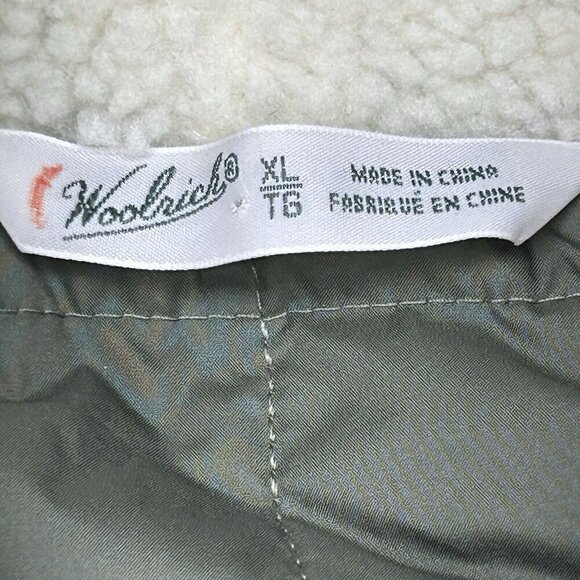 Woolrich®
XL
TG
MADE IN CHINA
FABRIQUÉ EN CHINE